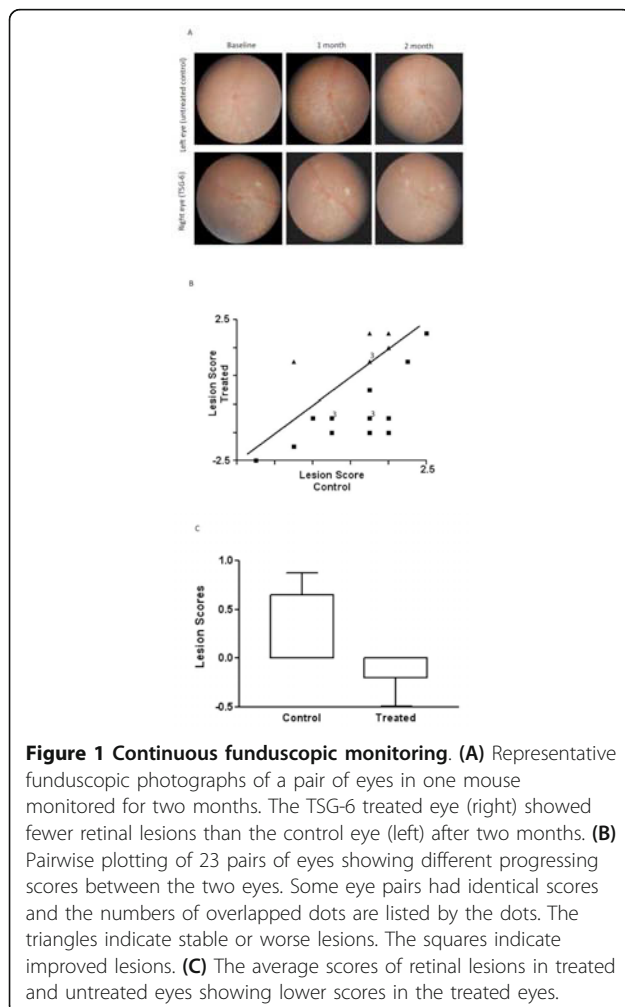 A
Baseline
1 month
2 month
Left eye (untreated control)
Right eye (TSG-6)
B
2.5
Lesion Score
Treated
-2.5
3
3
3
Lesion Score
Control
2.5
C
1.0
0.5
0.0
-0.5
Lesion Scores
Control
Treated
Figure 1 Continuous funduscopic monitoring. (A) Representative
funduscopic photographs of a pair of eyes in one mouse
monitored for two months. The TSG-6 treated eye (right) showed
fewer retinal lesions than the control eye (left) after two months. (B)
Pairwise plotting of 23 pairs of eyes showing different progressing
scores between the two eyes. Some eye pairs had identical scores
and the numbers of overlapped dots are listed by the dots. The
triangles indicate stable or worse lesions. The squares indicate
improved lesions. (C) The average scores of retinal lesions in treated
and untreated eyes showing lower scores in the treated eyes.